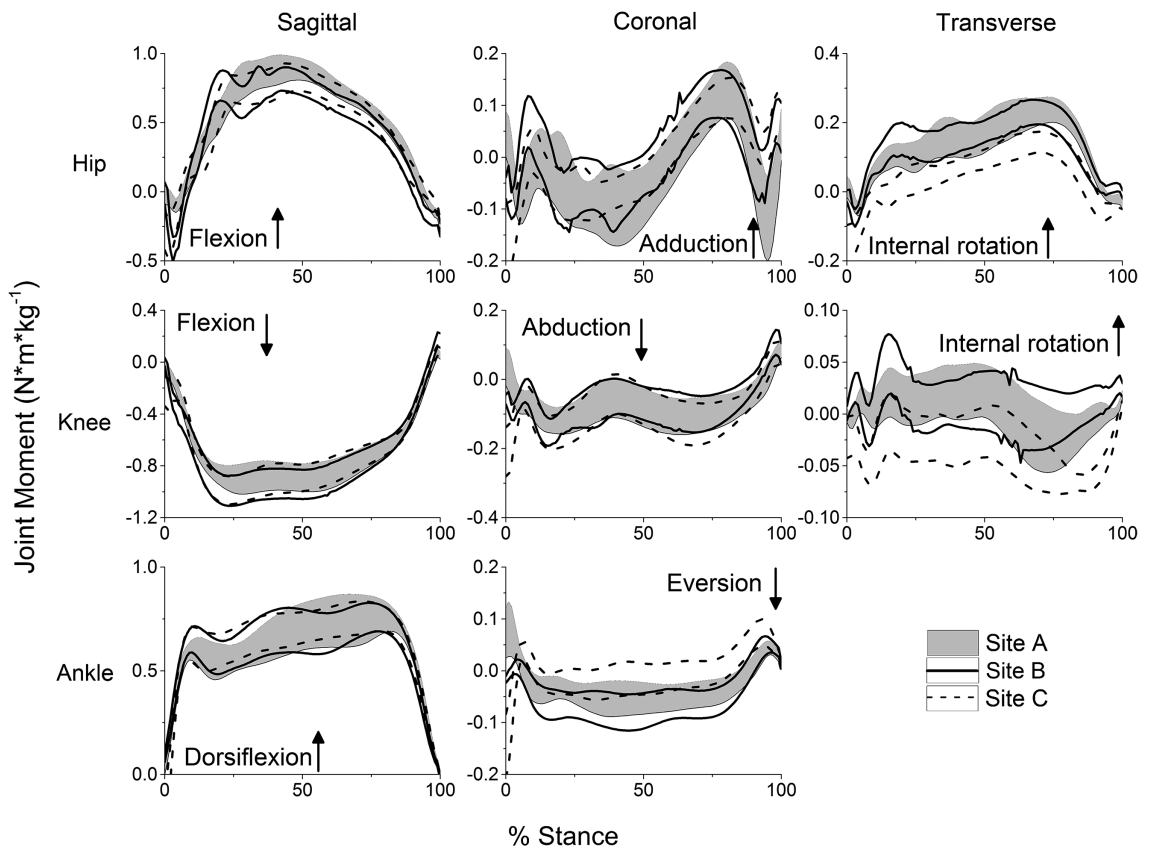 Sagittal Coronal Transverse
Hip
1.0
0.5
0.0
-0.5
0 50 100
Flexion
0.2
0.1
0.0
-0.1
-0.2
0 50 100
Adduction
0.4
0.2
0.0
-0.2
0 50 100
Internal rotation
Joint Moment (N*m*kg-1)
Knee
0.4
0.0
-0.4
-0.8
-1.2
0 50 100
Flexion
0.2
0.0
-0.2
-0.4
0 50 100
Abduction
0.10
0.05
0.00
-0.05
-0.10
0 50 100
Internal rotation
Ankle
1.0
0.5
0.0
0 50 100
Dorsiflexion
0.2
0.1
0.0
-0.1
-0.2
0 50 100
Eversion
Site A
Site B
Site C
% Stance